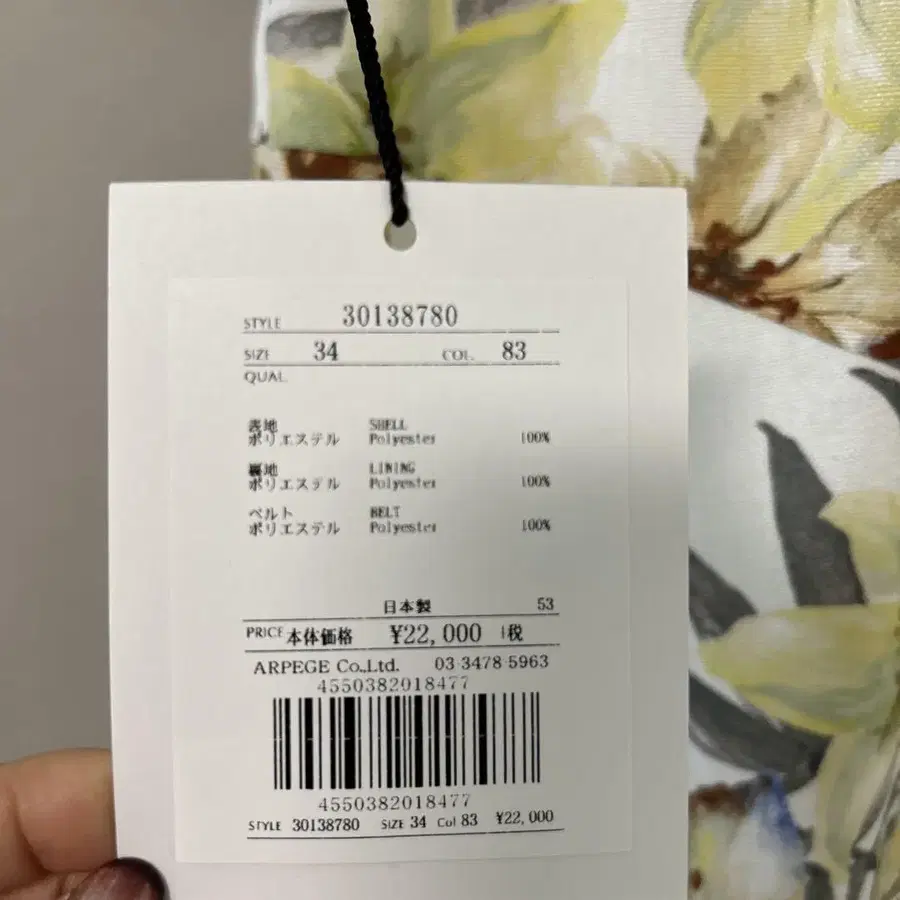 STYLE 30138780
SIZE 34 COL. 83
QUAL.
表地 SHELL
ポリエステル Polyester 100%
裏地 LINING
ポリエステル Polyester 100%
ベルト BELT
ポリエステル Polyester 100%
日本製 53
PRICE 本体価格 ¥22,000 +税
ARPEGE Co.,Ltd. 03-3478-5963
4550382018477
4550382018477
STYLE 30138780 SIZE 34 Col 83 ¥22,000